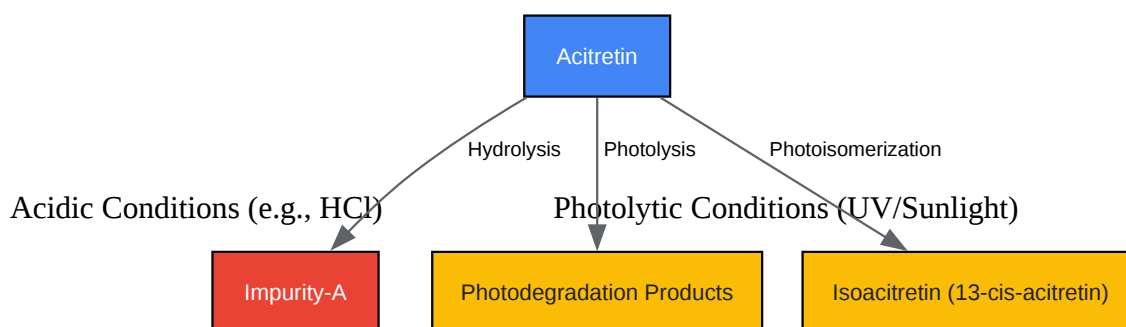 Acitretin
Hydrolysis
Photolysis
Photoisomerization
Acidic Conditions (e.g., HCl)
Photolytic Conditions (UV/Sunlight)
Impurity-A
Photodegradation Products
Isoacitretin (13-cis-acitretin)